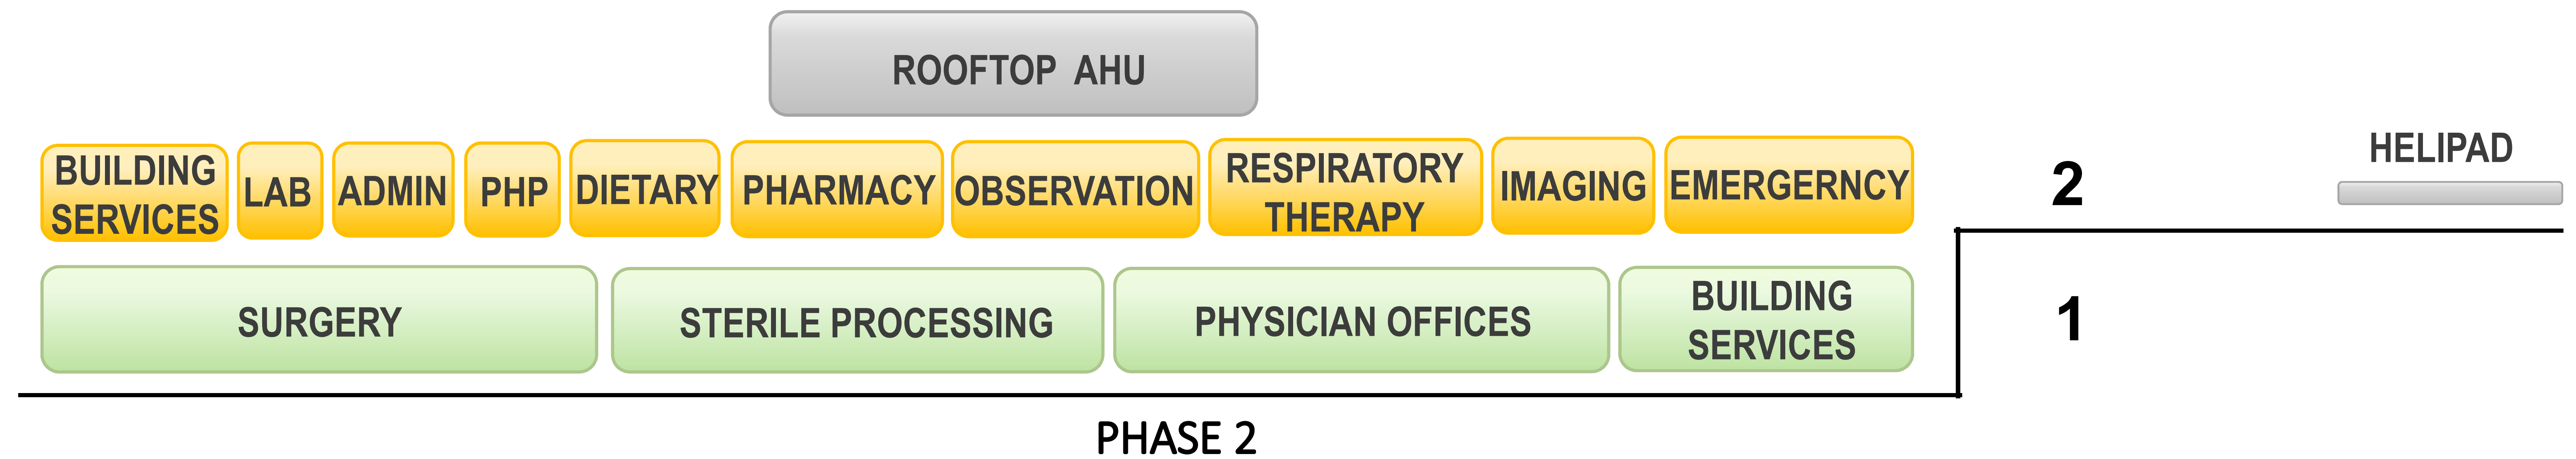 ROOFTOP AHU
HELIPAD
BUILDING
SERVICES
LAB
ADMIN
PHP
DIETARY
PHARMACY
OBSERVATION
RESPIRATORY
THERAPY
IMAGING
EMERGERNCY
2
SURGERY
STERILE PROCESSING
PHYSICIAN OFFICES
BUILDING
SERVICES
1
PHASE 2